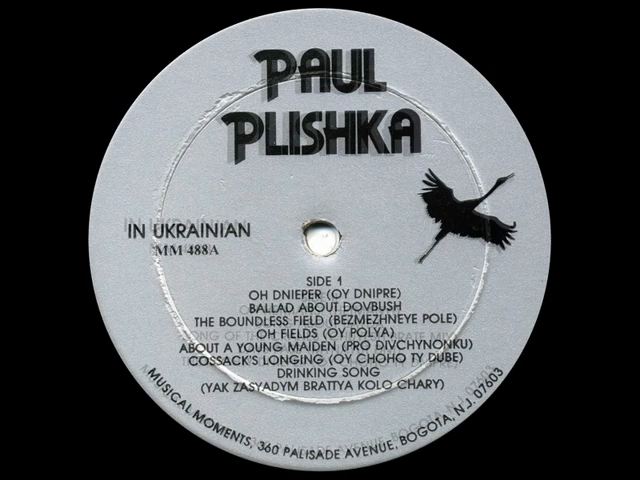 PAUL
PLISHKA
IN UKRAINIAN
MM 488A
SIDE 1
OH DNIEPER (OY DNIPRE)
BALLAD ABOUT DOVBUSH
THE BOUNDLESS FIELD (BEZMEZHNEYE POLE)
OH FIELDS (OY POLYA)
ABOUT A YOUNG MAIDEN (PRO DIVCHYNONKU)
COSSACK'S LONGING (OY CHOHO TY DUBE)
DRINKING SONG
(YAK ZASYADYM BRATTYA KOLO CHARY)
MUSICAL MOMENTS, 360 PALISADE AVENUE, BOGOTA, N.J. 07603